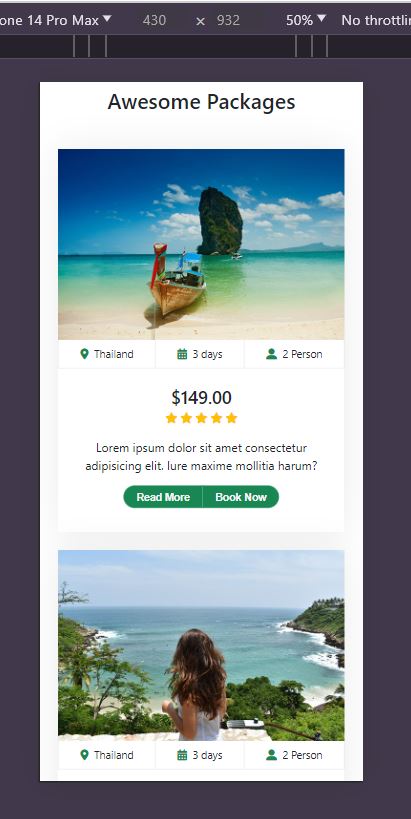 one 14 Pro Max ▼ 430 × 932 50% ▼ No throttlin
Awesome Packages
Thailand 3 days 2 Person
$149.00
Lorem ipsum dolor sit amet consectetur
adipisicing elit. Iure maxime mollitia harum?
Read More Book Now
Thailand 3 days 2 Person